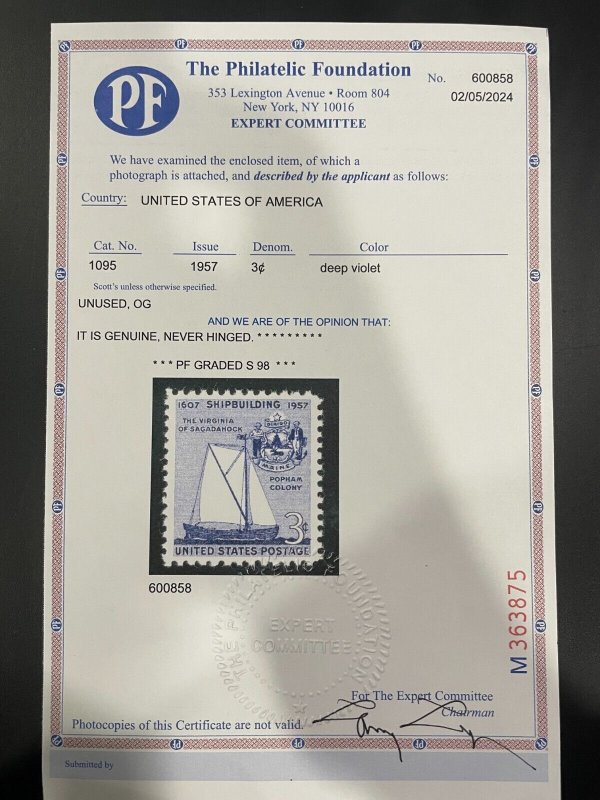 PF
The Philatelic Foundation
No. 600858
353 Lexington Avenue • Room 804
02/05/2024
New York, NY 10016
EXPERT COMMITTEE
We have examined the enclosed item, of which a
photograph is attached, and described by the applicant as follows:
Country: UNITED STATES OF AMERICA
Cat. No. Issue Denom. Color
1095 1957 3¢ deep violet
Scott's unless otherwise specified.
UNUSED, OG
AND WE ARE OF THE OPINION THAT:
IT IS GENUINE, NEVER HINGED. * * * * * * * * *
* * * PF GRADED S 98 * * *
1607 SHIPBUILDING 1957
THE VIRGINIA
OF SAGADAHOCK
DIRIGO
MAINE
POPHAM
COLONY
3¢
UNITED STATES POSTAGE
600858
THE PHILATELIC FOUNDATION
EXPERT
COMMITTEE
M 363875
For The Expert Committee
Chairman
Photocopies of this Certificate are not valid.
Submitted by